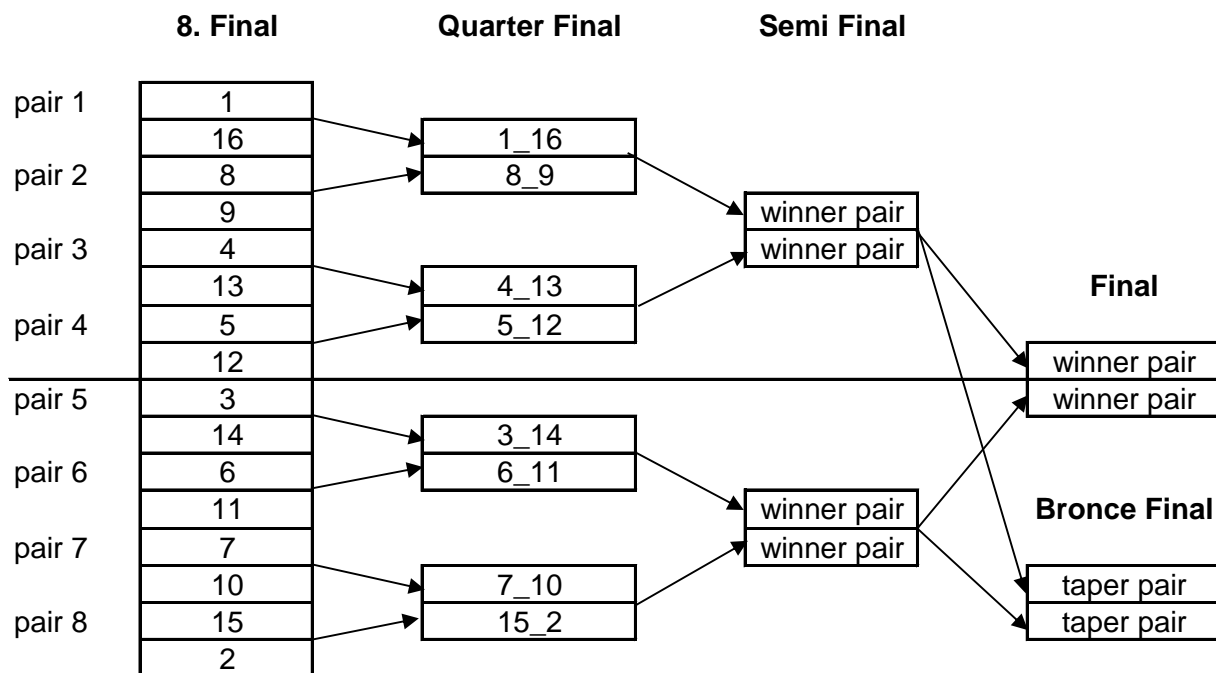 8. Final Quarter Final Semi Final
pair 1 1
16 1_16
pair 2 8 8_9
9 winner pair
pair 3 4 winner pair
13 4_13 Final
pair 4 5 5_12
12 winner pair
pair 5 3 winner pair
14 3_14
pair 6 6 6_11
11 winner pair Bronce Final
pair 7 7 winner pair
10 7_10 taper pair
pair 8 15 15_2 taper pair
2